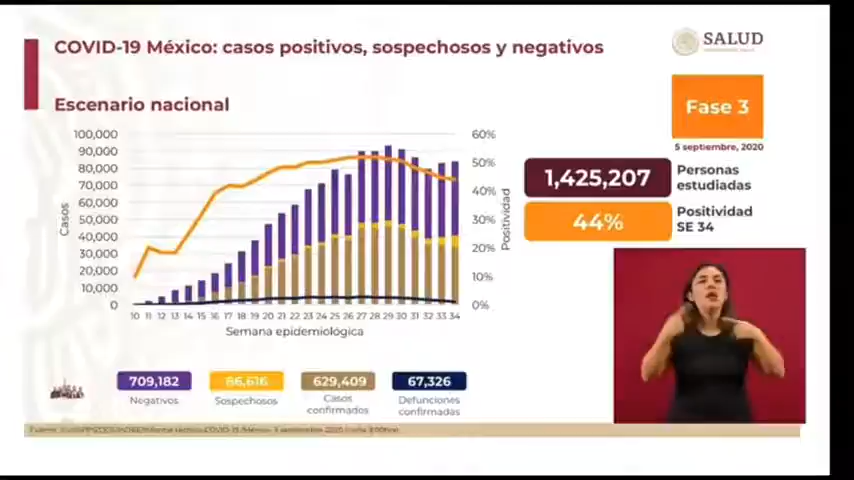 COVID-19 México: casos positivos, sospechosos y negativos
SALUD
Escenario nacional
Fase 3
5 septiembre, 2020
1,425,207
Personas
estudiadas
44%
Positividad
SE 34
Casos
100,000
90,000
80,000
70,000
60,000
50,000
40,000
30,000
20,000
10,000
0
60%
50%
40%
30%
20%
10%
0%
Positividad
10 11 12 13 14 15 16 17 18 19 20 21 22 23 24 25 26 27 28 29 30 31 32 33 34
Semana epidemiológica
709,182
Negativos
86,616
Sospechosos
629,409
Casos
confirmados
67,326
Defunciones
confirmadas